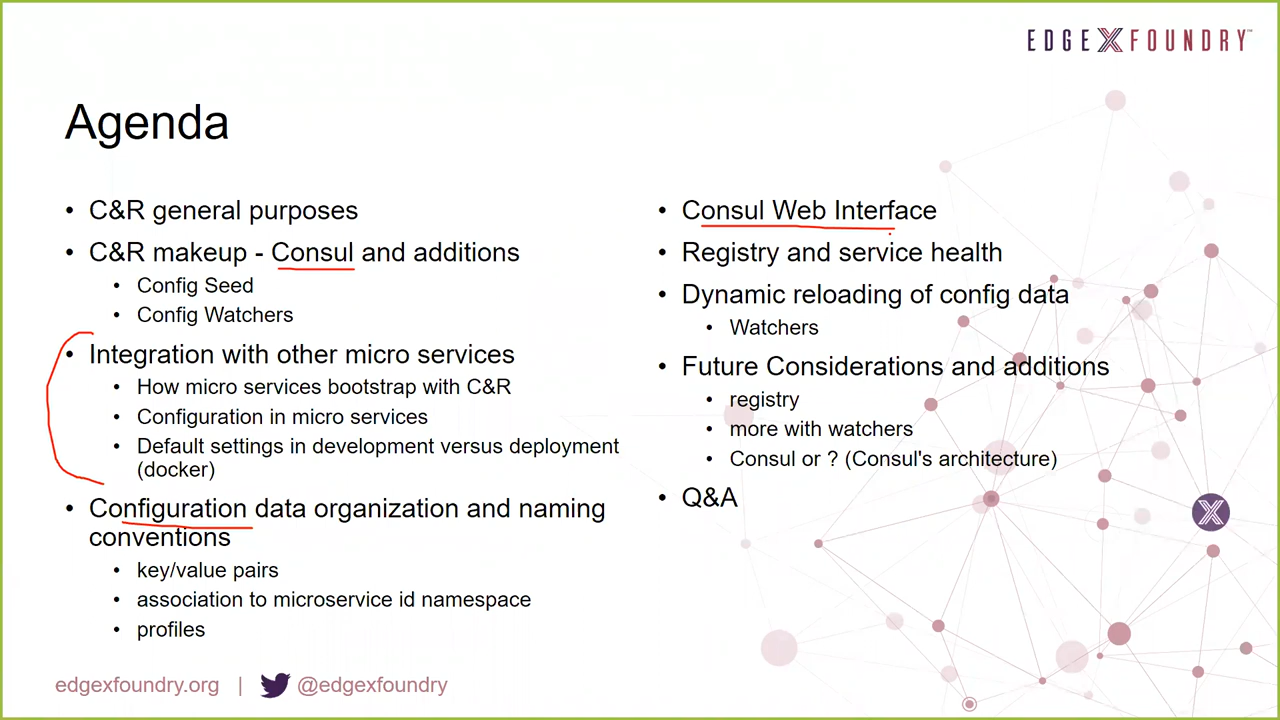 EDGE X FOUNDRY™
Agenda
• C&R general purposes
• C&R makeup - Consul and additions
• Config Seed
• Config Watchers
• Integration with other micro services
• How micro services bootstrap with C&R
• Configuration in micro services
• Default settings in development versus deployment
(docker)
• Configuration data organization and naming
conventions
• key/value pairs
• association to microservice id namespace
• profiles
• Consul Web Interface
• Registry and service health
• Dynamic reloading of config data
• Watchers
• Future Considerations and additions
• registry
• more with watchers
• Consul or ? (Consul's architecture)
• Q&A
X
edgexfoundry.org | @edgexfoundry